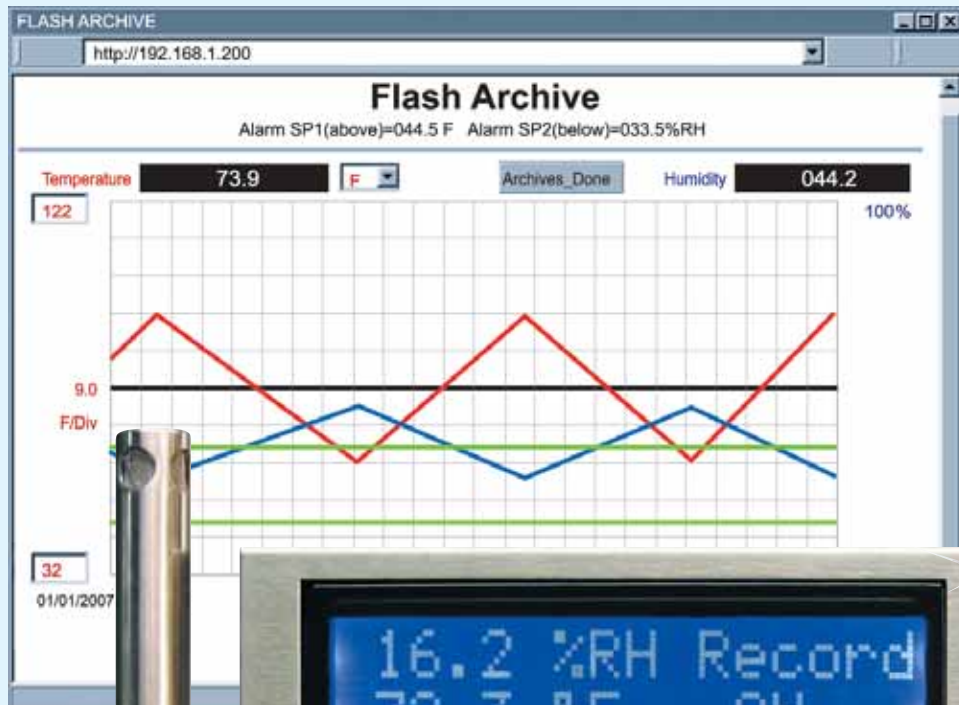 FLASH ARCHIVE
http://192.168.1.200
Flash Archive
Alarm SP1(above)=044.5 F Alarm SP2(below)=033.5%RH
Temperature 73.9 F Archives_Done Humidity 044.2
122 100%
9.0
F/Div
32
01/01/2007
16.2 %RH Record